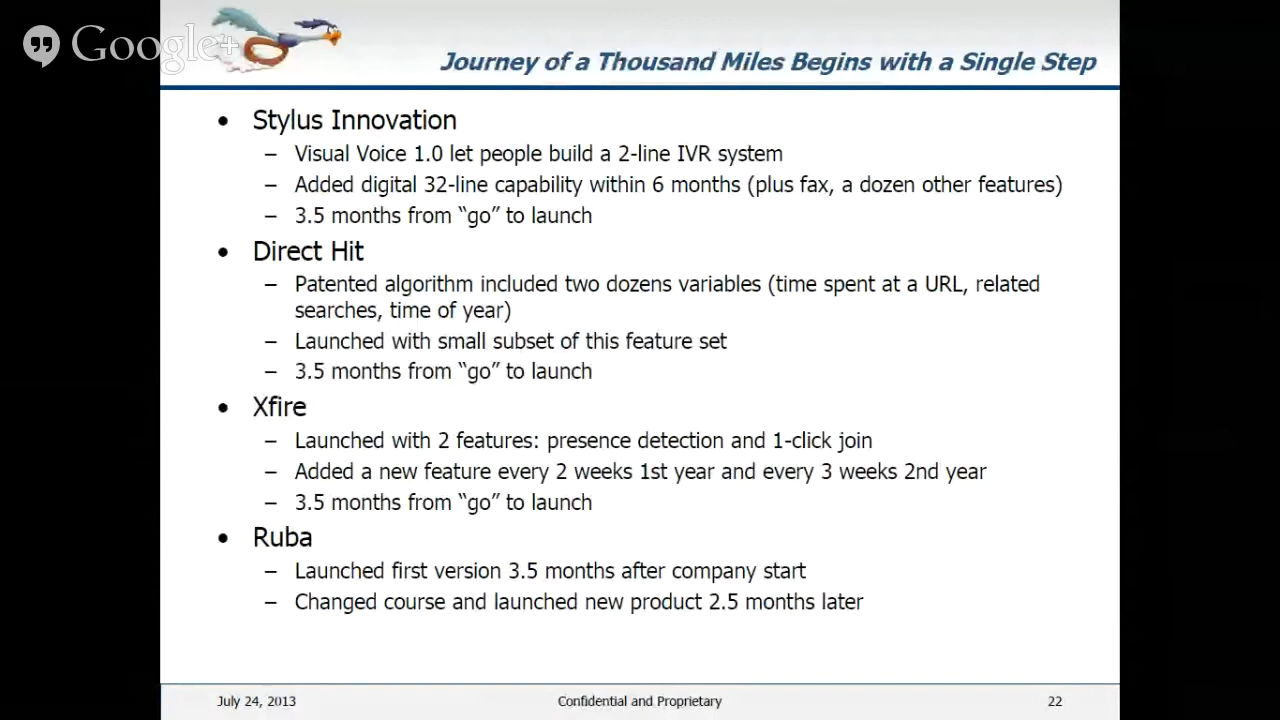 Google+
Journey of a Thousand Miles Begins with a Single Step
• Stylus Innovation
– Visual Voice 1.0 let people build a 2-line IVR system
– Added digital 32-line capability within 6 months (plus fax, a dozen other features)
– 3.5 months from “go” to launch
• Direct Hit
– Patented algorithm included two dozens variables (time spent at a URL, related
searches, time of year)
– Launched with small subset of this feature set
– 3.5 months from “go” to launch
• Xfire
– Launched with 2 features: presence detection and 1-click join
– Added a new feature every 2 weeks 1st year and every 3 weeks 2nd year
– 3.5 months from “go” to launch
• Ruba
– Launched first version 3.5 months after company start
– Changed course and launched new product 2.5 months later
July 24, 2013 Confidential and Proprietary 22